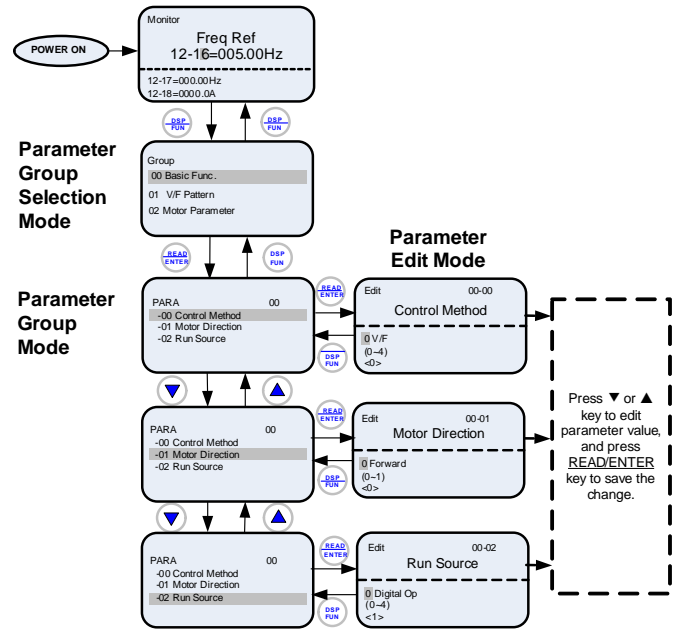 Monitor
Freq Ref
12-16=005.00Hz
12-17=000.00Hz
12-18=0000.0A
POWER ON
DSP
FUN
DSP
FUN
Parameter
Group
Selection
Mode
Group
00 Basic Func.
01 V/F Pattern
02 Motor Parameter
READ
ENTER
DSP
FUN
Parameter
Edit Mode
Parameter
Group
Mode
PARA 00
-00 Control Method
-01 Motor Direction
-02 Run Source
READ
ENTER
DSP
FUN
Edit 00-00
Control Method
0 V/F
(0~4)
<0>
▼
▲
PARA 00
-00 Control Method
-01 Motor Direction
-02 Run Source
READ
ENTER
DSP
FUN
Edit 00-01
Motor Direction
0 Forward
(0~1)
<0>
▼
▲
PARA 00
-00 Control Method
-01 Motor Direction
-02 Run Source
READ
ENTER
DSP
FUN
Edit 00-02
Run Source
0 Digital Op
(0~4)
<1>
Press ▼ or ▲
key to edit
parameter value,
and press
READ/ENTER
key to save the
change.